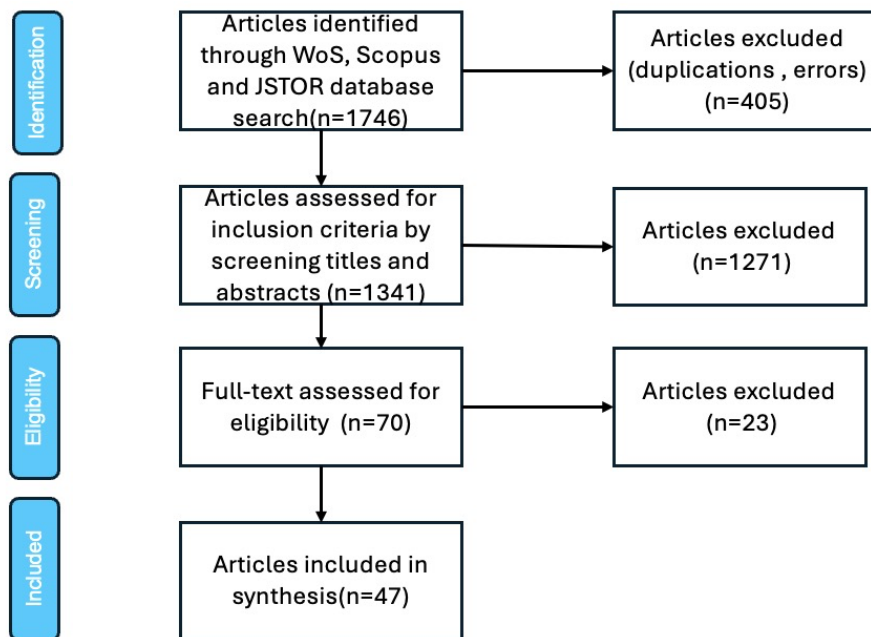 Identification
Articles identified
through WoS, Scopus
and JSTOR database
search(n=1746)
Articles excluded
(duplications , errors)
(n=405)
Screening
Articles assessed for
inclusion criteria by
screening titles and
abstracts (n=1341)
Articles excluded
(n=1271)
Eligibility
Full-text assessed for
eligibility (n=70)
Articles excluded
(n=23)
Included
Articles included in
synthesis(n=47)